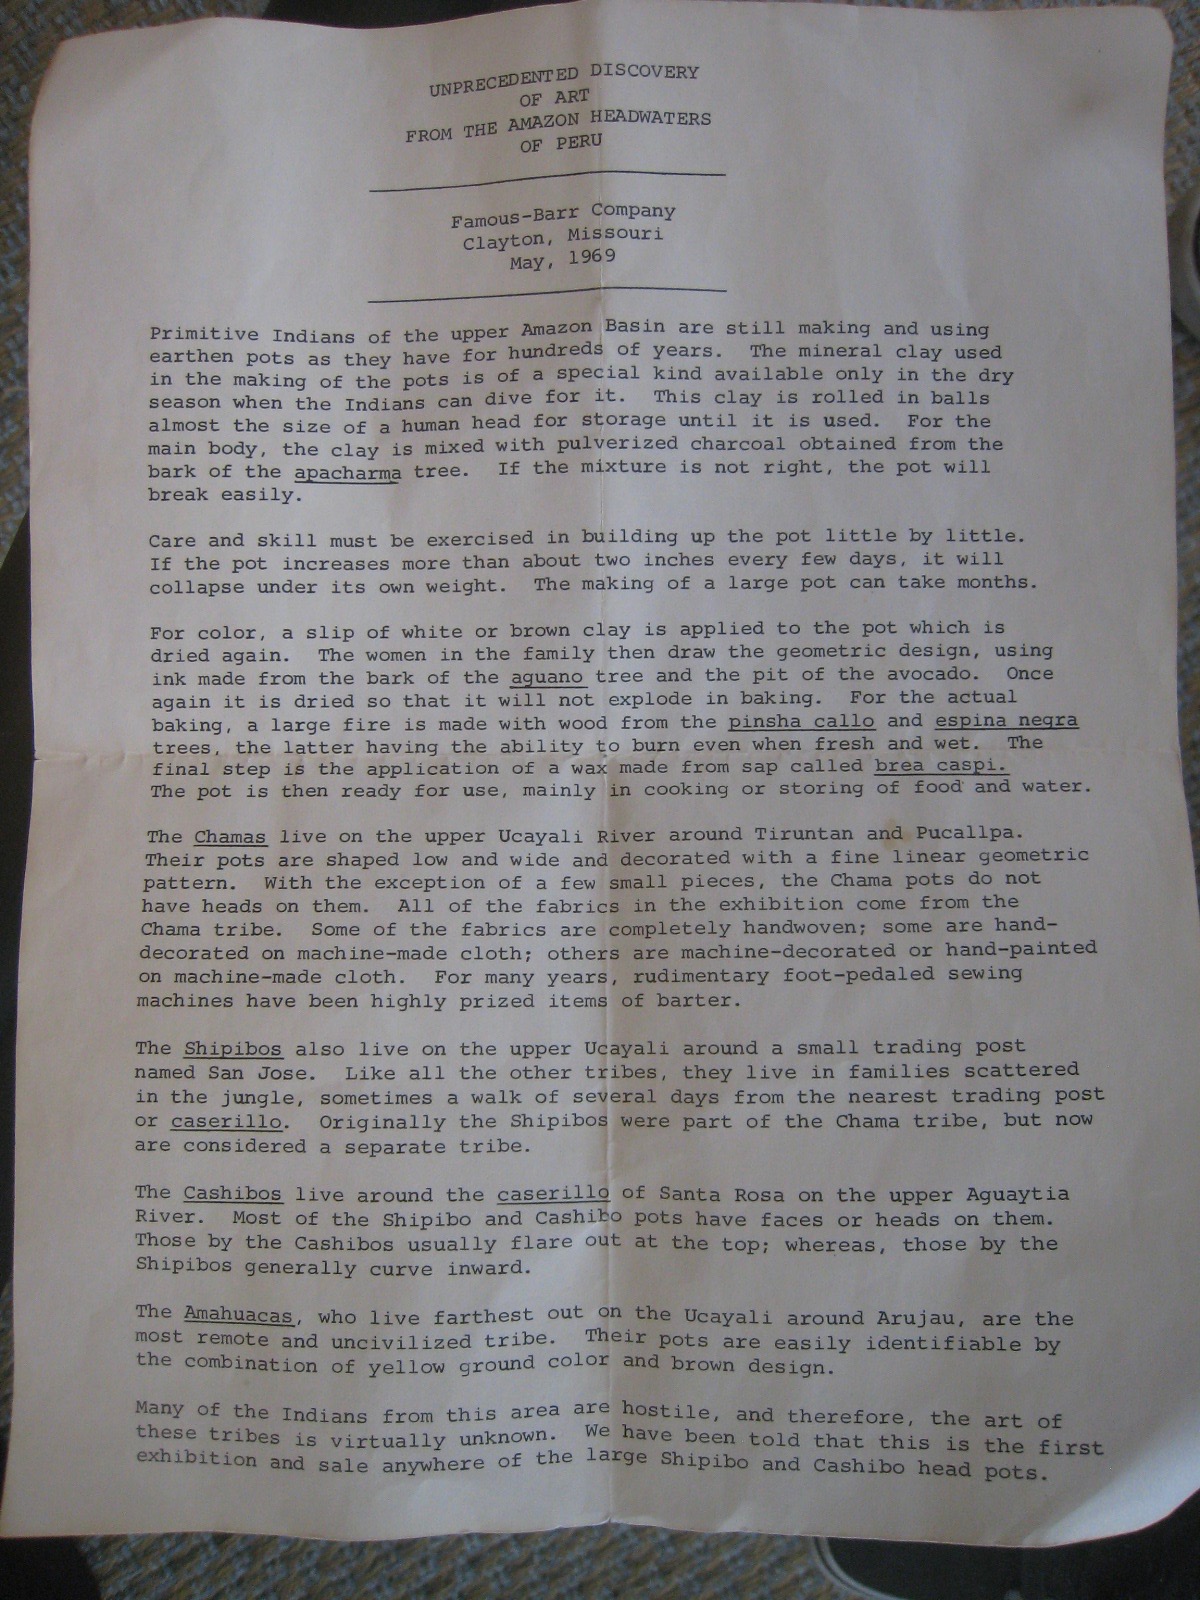 UNPRECEDENTED DISCOVERY
OF ART
FROM THE AMAZON HEADWATERS
OF PERU
Famous-Barr Company
Clayton, Missouri
May, 1969
Primitive Indians of the upper Amazon Basin are still making and using
earthen pots as they have for hundreds of years. The mineral clay used
in the making of the pots is of a special kind available only in the dry
season when the Indians can dive for it. This clay is rolled in balls
almost the size of a human head for storage until it is used. For the
main body, the clay is mixed with pulverized charcoal obtained from the
bark of the apacharma tree. If the mixture is not right, the pot will
break easily.
Care and skill must be exercised in building up the pot little by little.
If the pot increases more than about two inches every few days, it will
collapse under its own weight. The making of a large pot can take months.
For color, a slip of white or brown clay is applied to the pot which is
dried again. The women in the family then draw the geometric design, using
ink made from the bark of the aguano tree and the pit of the avocado. Once
again it is dried so that it will not explode in baking. For the actual
baking, a large fire is made with wood from the pinsha callo and espina negra
trees, the latter having the ability to burn even when fresh and wet. The
final step is the application of a wax made from sap called brea caspi.
The pot is then ready for use, mainly in cooking or storing of food and water.
The Chamas live on the upper Ucayali River around Tiruntan and Pucallpa.
Their pots are shaped low and wide and decorated with a fine linear geometric
pattern. With the exception of a few small pieces, the Chama pots do not
have heads on them. All of the fabrics in the exhibition come from the
Chama tribe. Some of the fabrics are completely handwoven; some are hand-
decorated on machine-made cloth; others are machine-decorated or hand-painted
on machine-made cloth. For many years, rudimentary foot-pedaled sewing
machines have been highly prized items of barter.
The Shipibos also live on the upper Ucayali around a small trading post
named San Jose. Like all the other tribes, they live in families scattered
in the jungle, sometimes a walk of several days from the nearest trading post
or caserillo. Originally the Shipibos were part of the Chama tribe, but now
are considered a separate tribe.
The Cashibos live around the caserillo of Santa Rosa on the upper Aguaytia
River. Most of the Shipibo and Cashibo pots have faces or heads on them.
Those by the Cashibos usually flare out at the top; whereas, those by the
Shipibos generally curve inward.
The Amahuacas, who live farthest out on the Ucayali around Arujau, are the
most remote and uncivilized tribe. Their pots are easily identifiable by
the combination of yellow ground color and brown design.
Many of the Indians from this area are hostile, and therefore, the art of
these tribes is virtually unknown. We have been told that this is the first
exhibition and sale anywhere of the large Shipibo and Cashibo head pots.